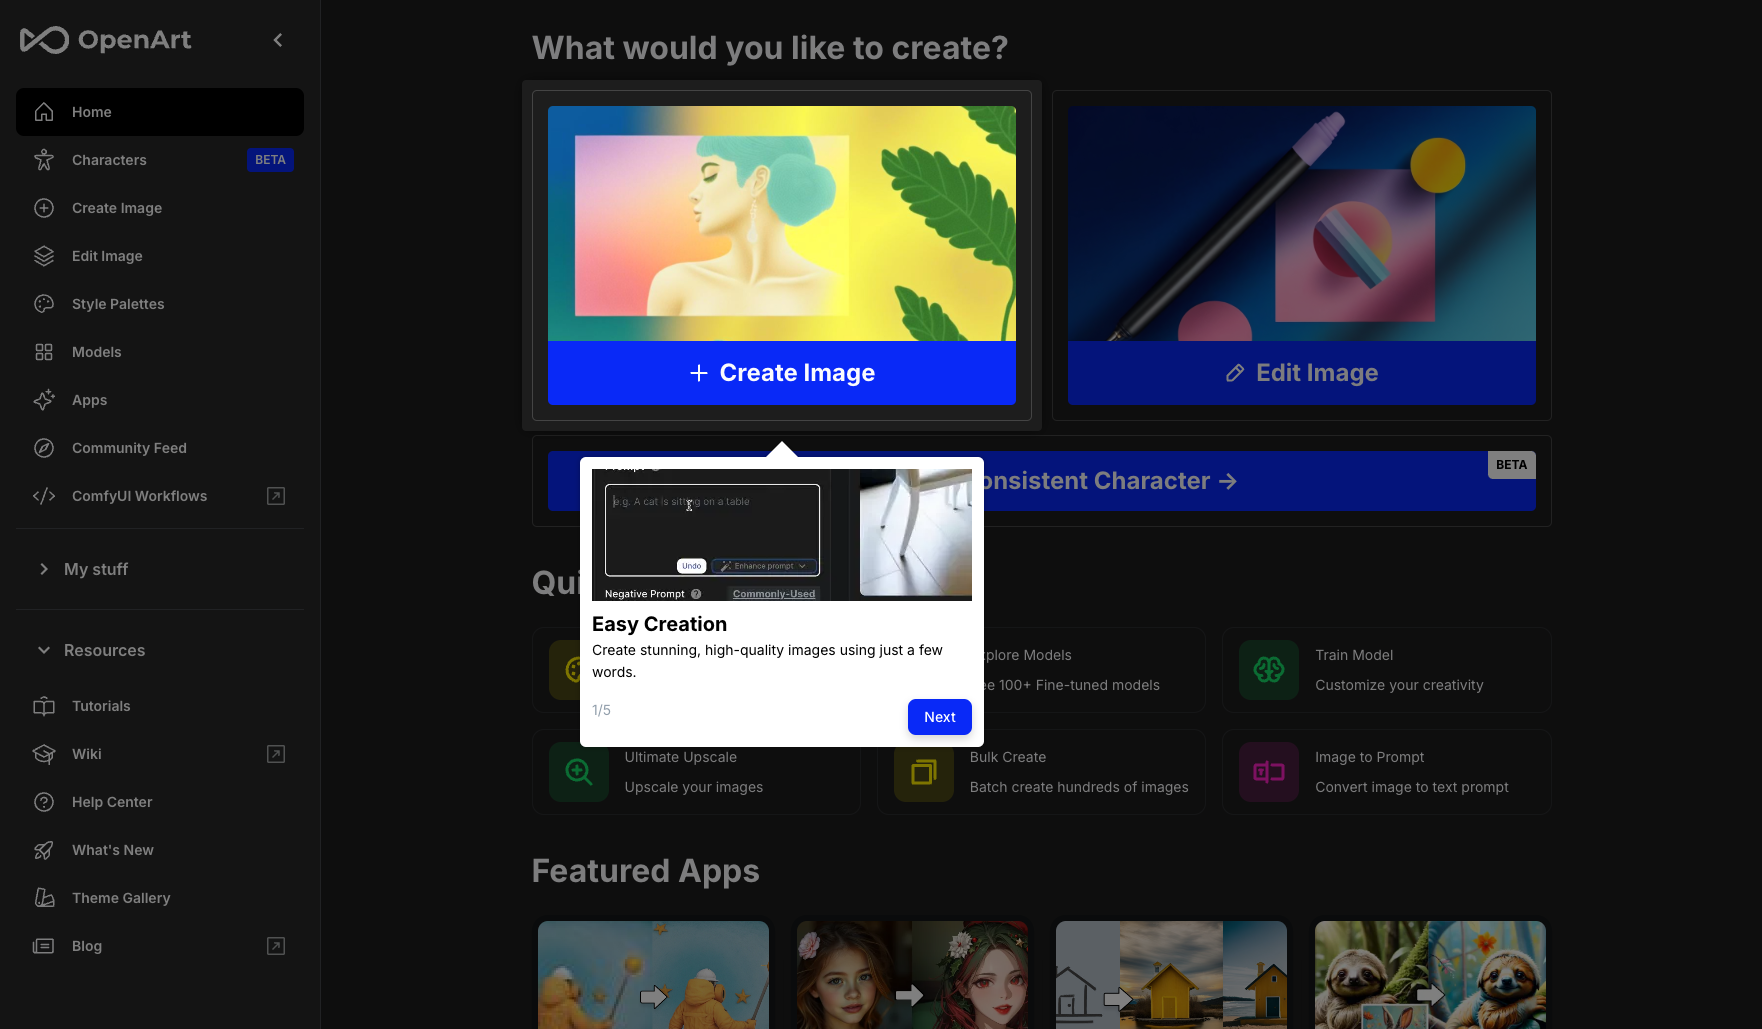 OpenArt
Home
Characters
BETA
Create Image
Edit Image
Style Palettes
Models
Apps
Community Feed
ComfyUI Workflows
My stuff
Resources
Tutorials
Wiki
Help Center
What's New
Theme Gallery
Blog
What would you like to create?
Create Image
Edit Image
onsistent Character →
BETA
e.g. A cat is sitting on a table
Undo
Enhance prompt
Negative Prompt
Commonly-Used
Easy Creation
Create stunning, high-quality images using just a few
words.
1/5
Next
Qui
plore Models
ee 100+ Fine-tuned models
Train Model
Customize your creativity
Ultimate Upscale
Upscale your images
Bulk Create
Batch create hundreds of images
Image to Prompt
Convert image to text prompt
Featured Apps